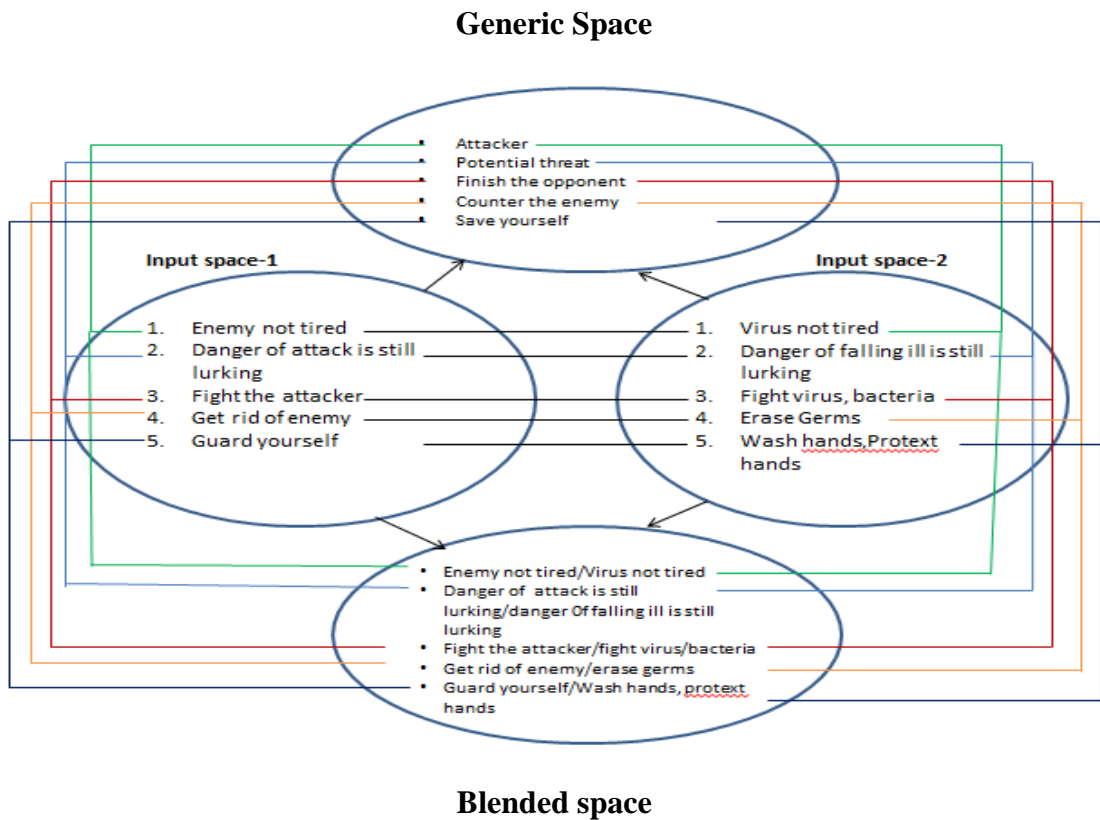 Generic Space
• Attacker
• Potential threat
• Finish the opponent
• Counter the enemy
• Save yourself
Input space-1
1. Enemy not tired
2. Danger of attack is still
lurking
3. Fight the attacker
4. Get rid of enemy
5. Guard yourself
Input space-2
1. Virus not tired
2. Danger of falling ill is still
lurking
3. Fight virus, bacteria
4. Erase Germs
5. Wash hands,Protext
hands
• Enemy not tired/Virus not tired
• Danger of attack is still
lurking/danger 0f falling ill is still
lurking
• Fight the attacker/fight virus/bacteria
• Get rid of enemy/erase germs
• Guard yourself/Wash hands, protext
hands
Blended space